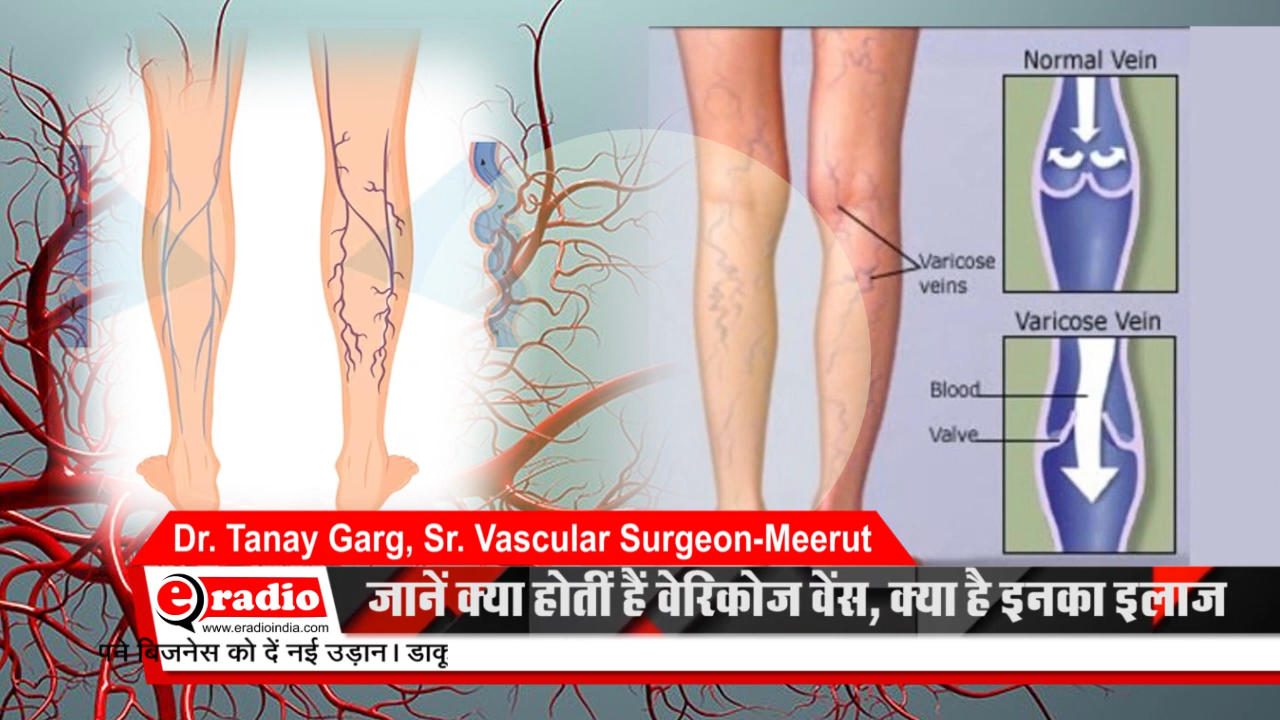 Normal Vein
Varicose
veins
Varicose Vein
Blood
Valve
Dr. Tanay Garg, Sr. Vascular Surgeon-Meerut
eradio
www.eradioindia.com
जानें क्या होतीं हैं वेरिकोज वेंस, क्या है इनका इलाज
बिजनेस को दें नई उड़ान। डाकू